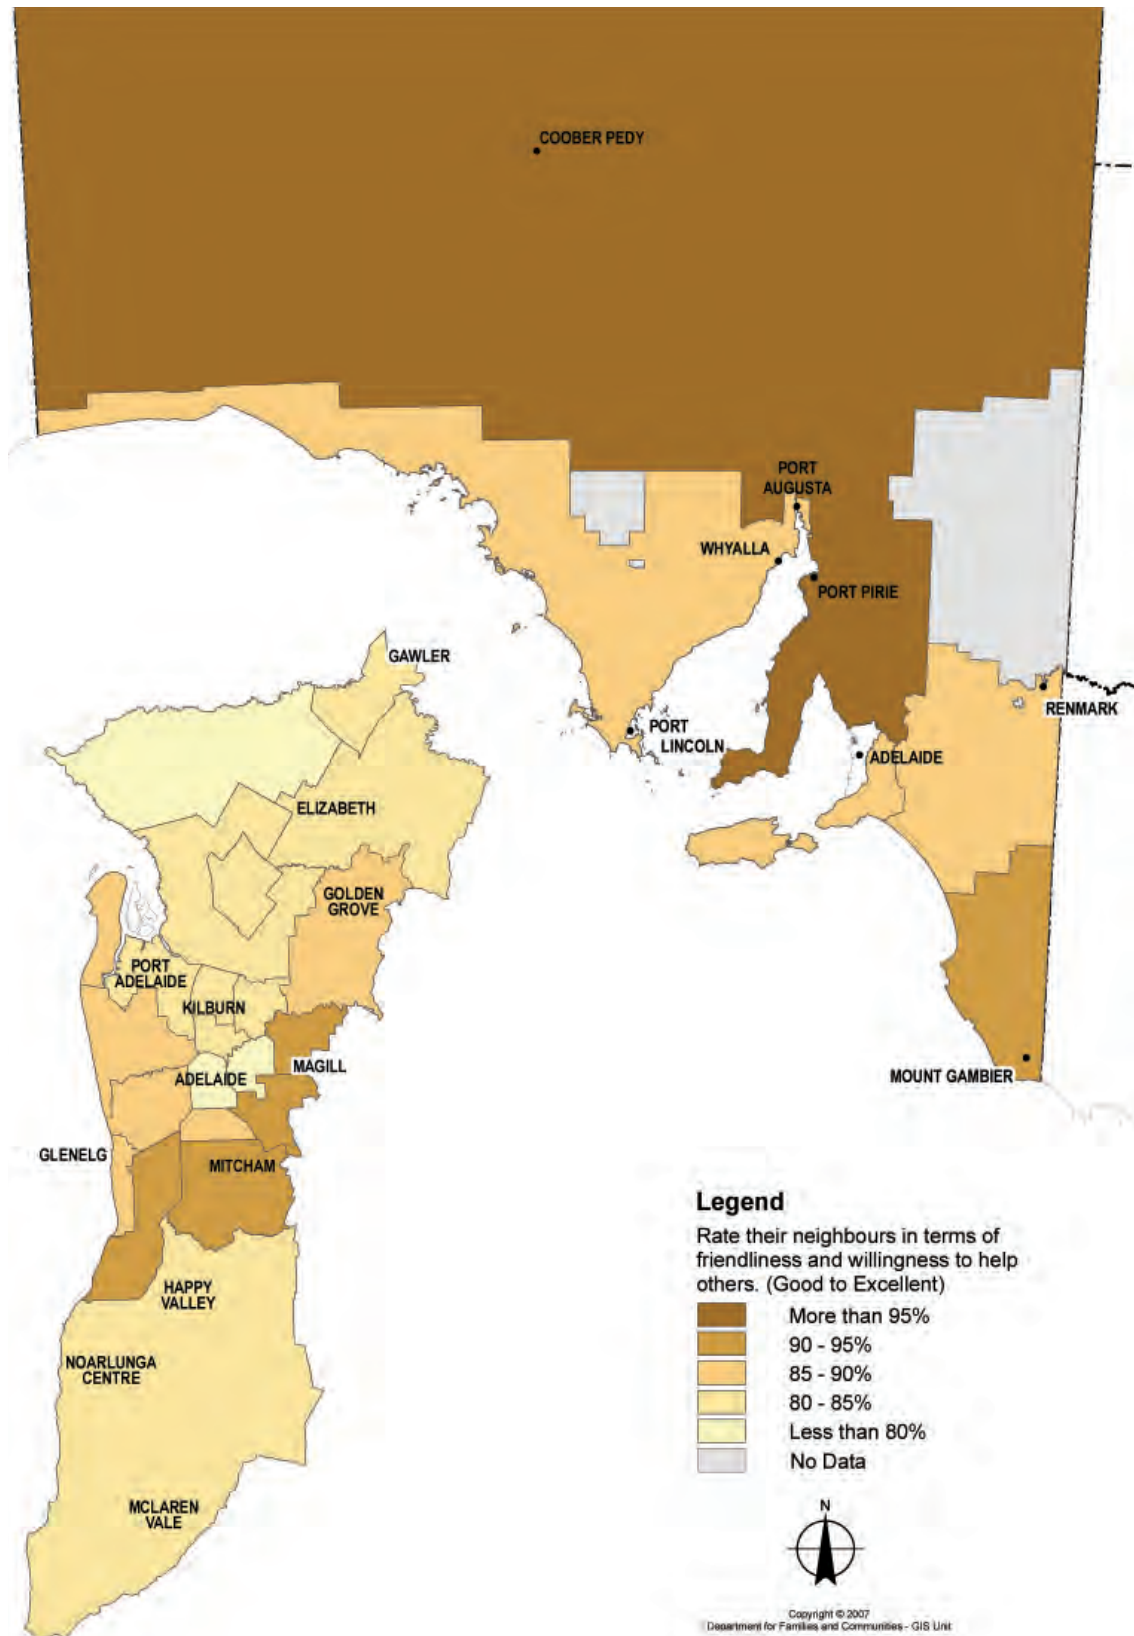 COOBER PEDY
PORT
AUGUSTA
WHYALLA
PORT PIRIE
GAWLER
RENMARK
PORT
LINCOLN
ADELAIDE
ELIZABETH
GOLDEN
GROVE
PORT
ADELAIDE
KILBURN
MAGILL
ADELAIDE
MOUNT GAMBIER
GLENELG
MITCHAM
HAPPY
VALLEY
NOARLUNGA
CENTRE
MCLAREN
VALE
Legend
Rate their neighbours in terms of
friendliness and willingness to help
others. (Good to Excellent)
More than 95%
90 - 95%
85 - 90%
80 - 85%
Less than 80%
No Data
N
Copyright © 2007
Department for Families and Communities - GIS Unit